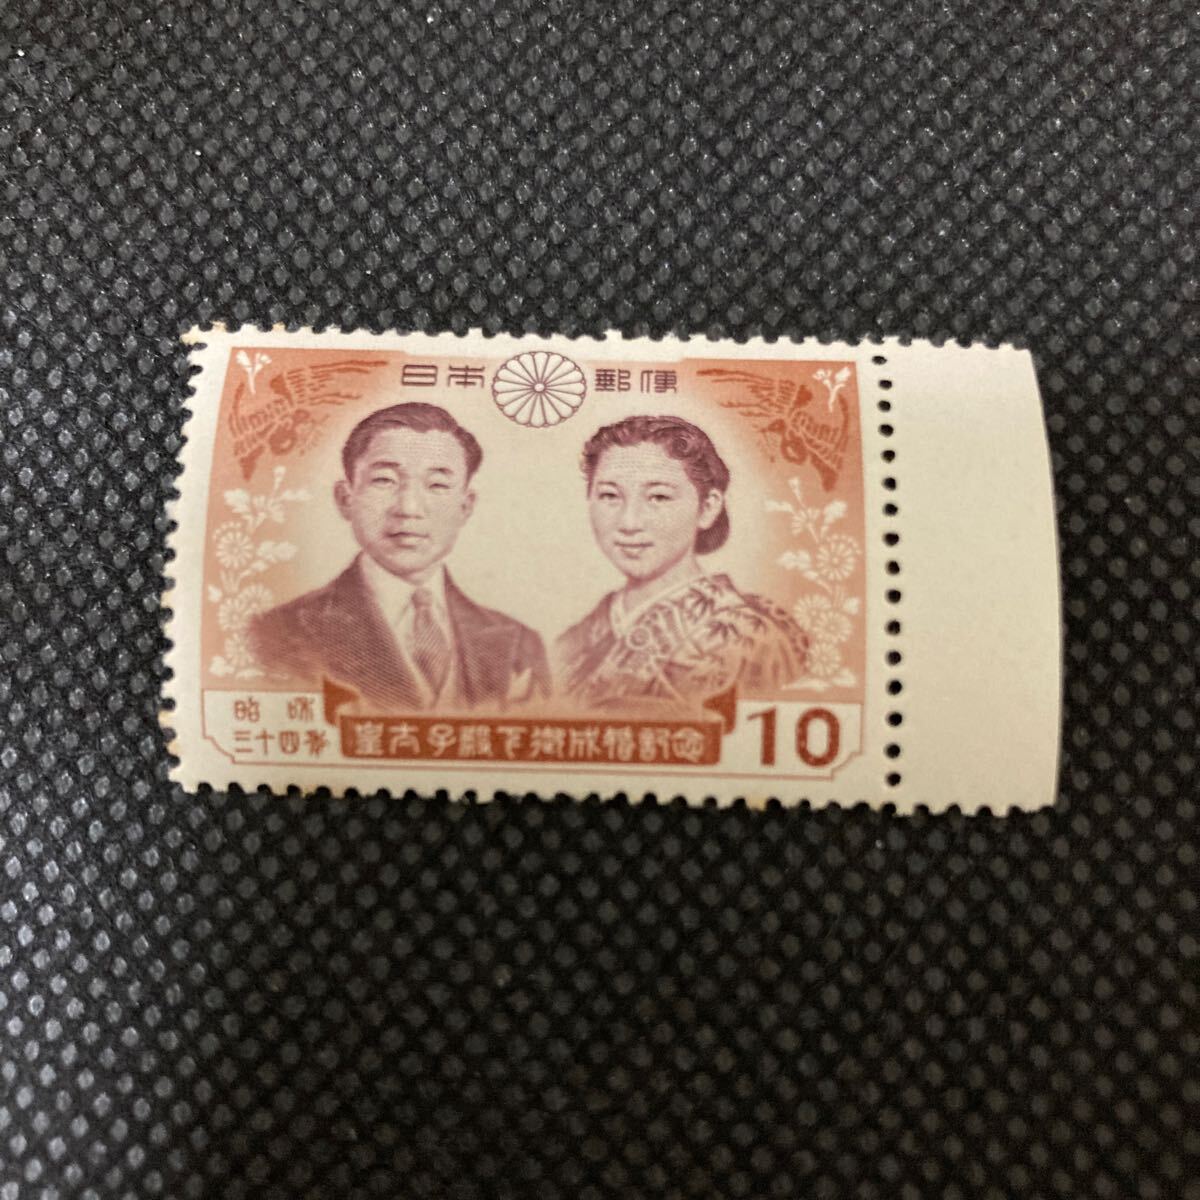 日本 郵便
昭和
三十四年
皇太子殿下御成婚記念
10